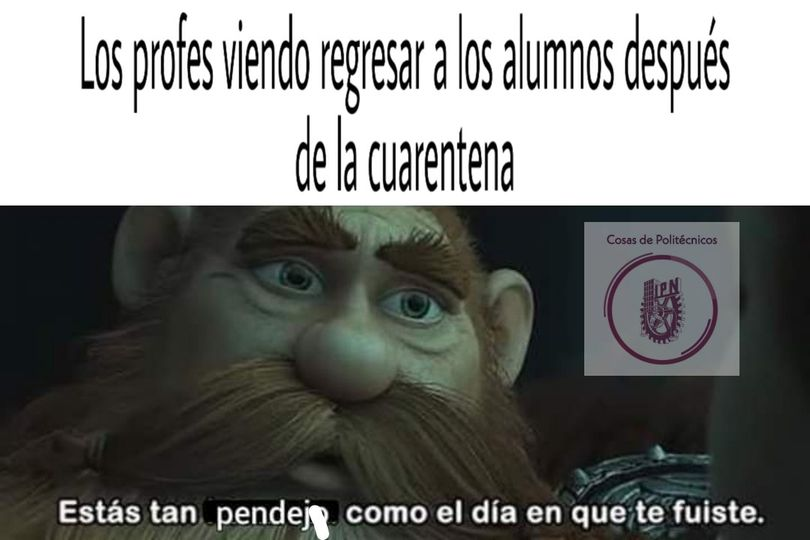 Los profes viendo regresar a los alumnos después
de la cuarentena
Cosas de Politécnicos
IPN
Estás tan pendejo como el día en que te fuiste.